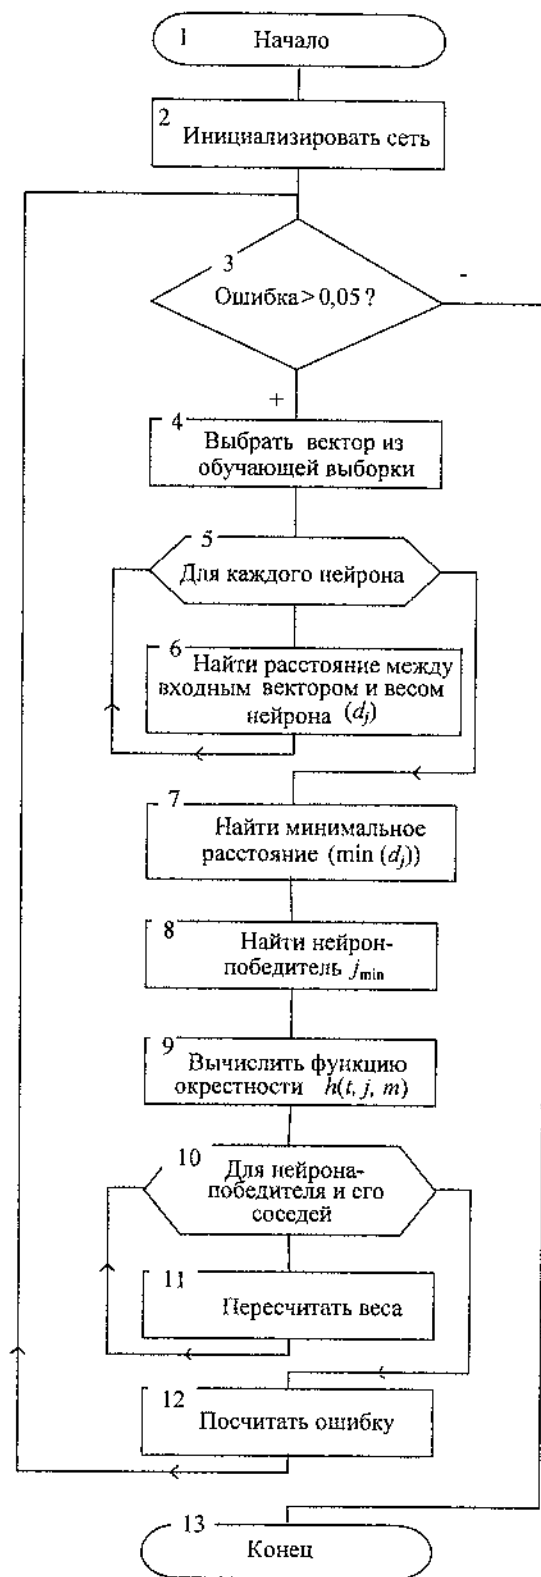 1 Начало
2 Инициализировать сеть
3
Ошибка > 0,05 ?
-
+
4 Выбрать вектор из
обучающей выборки
5
Для каждого нейрона
6 Найти расстояние между
входным вектором и весом
нейрона (dj)
7
Найти минимальное
расстояние (min (dj))
8 Найти нейрон-
победитель jmin
9 Вычислить функцию
окрестности h(t, j, m)
10 Для нейрона-
победителя и его
соседей
11
Пересчитать веса
12
Посчитать ошибку
13
Конец